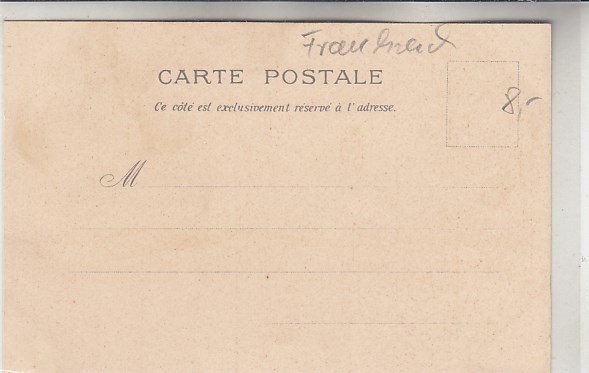 Frankreich
CARTE POSTALE
Ce côté est exclusivement réservé à l'adresse.
8,-
M